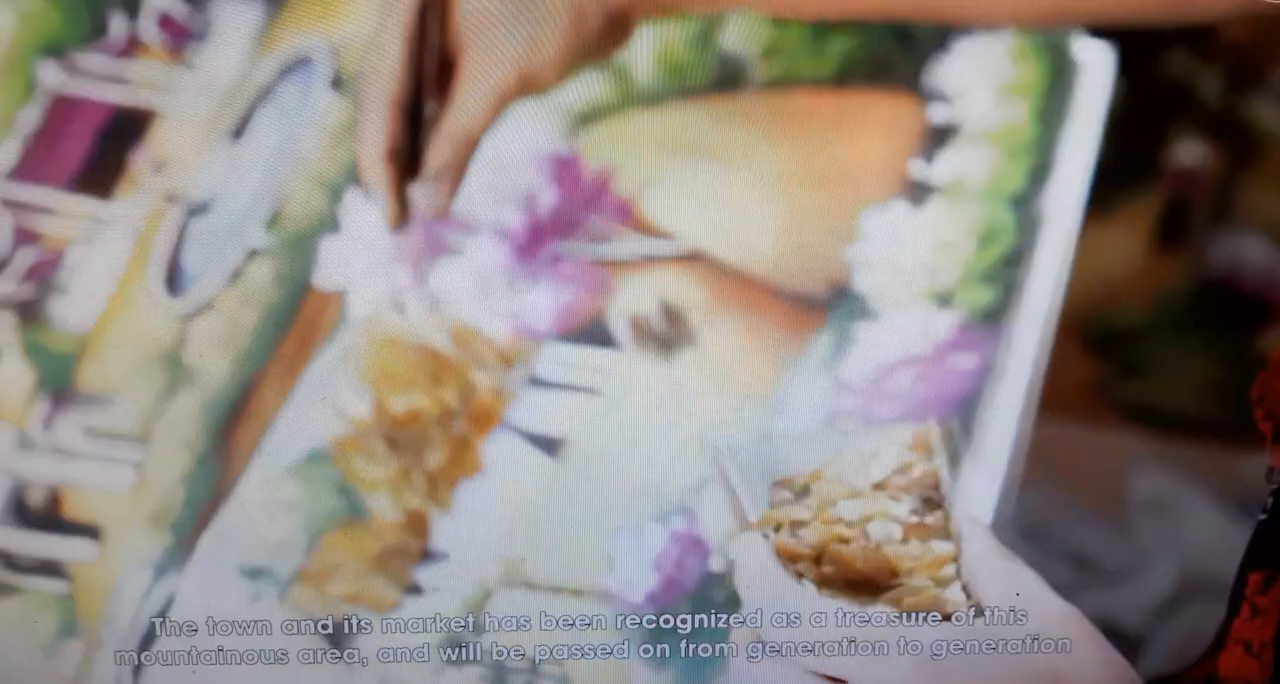 The town and its market has been recognized as a treasure of this
mountainous area, and will be passed on from generation to generation